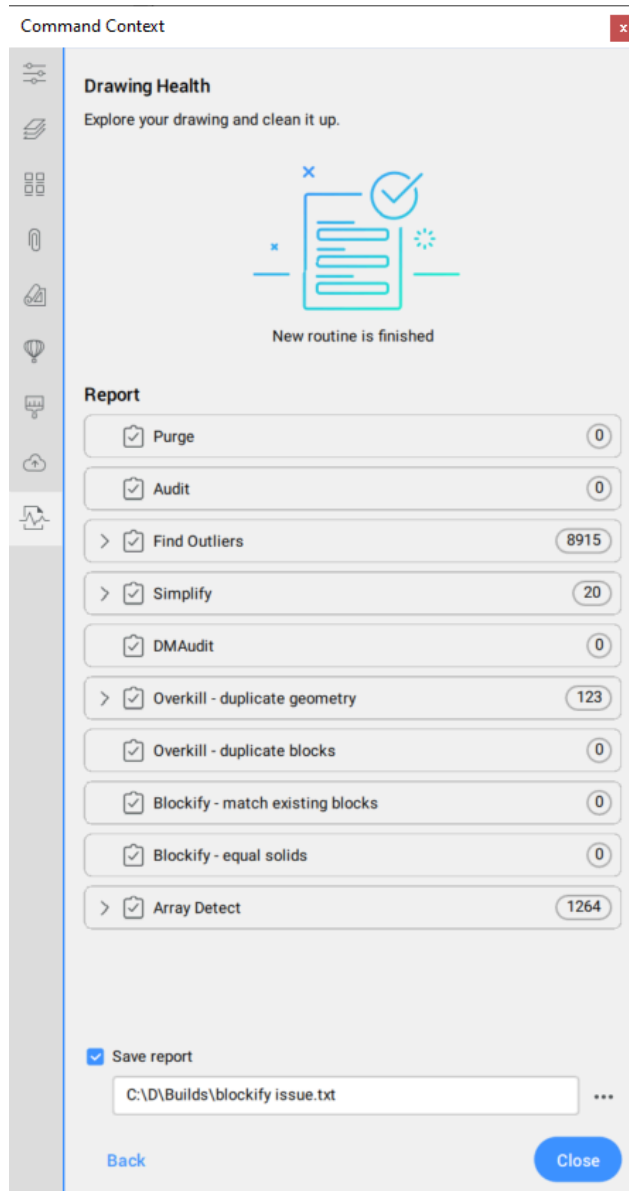 Command Context
x
Drawing Health
Explore your drawing and clean it up.
New routine is finished
Report
Purge 0
Audit 0
Find Outliers 8915
Simplify 20
DMAudit 0
Overkill - duplicate geometry 123
Overkill - duplicate blocks 0
Blockify - match existing blocks 0
Blockify - equal solids 0
Array Detect 1264
Save report
C:\D\Builds\blockify issue.txt
Back Close